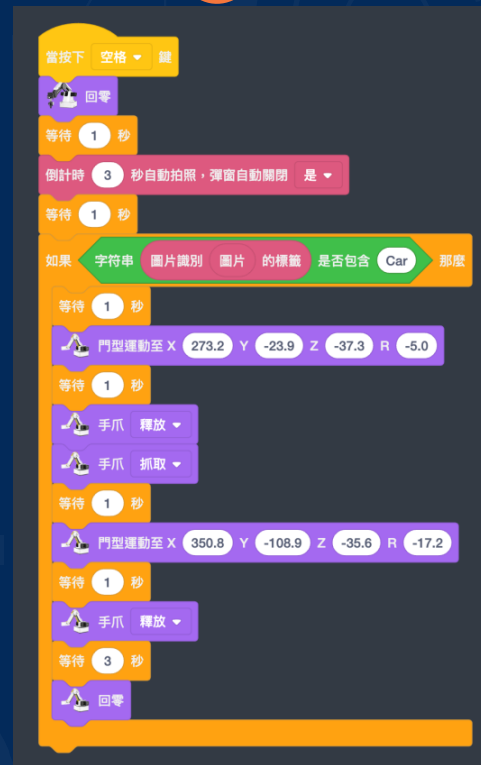 當按下 空格 鍵
回零
等待 1 秒
倒計時 3 秒自動拍照，彈窗自動關閉 是
等待 1 秒
如果 字符串 圖片識別 圖片 的標籤 是否包含 Car 那麼
等待 1 秒
門型運動至 X 273.2 Y -23.9 Z -37.3 R -5.0
等待 1 秒
手爪 釋放
手爪 抓取
等待 1 秒
門型運動至 X 350.8 Y -108.9 Z -35.6 R -17.2
等待 1 秒
手爪 釋放
等待 3 秒
回零